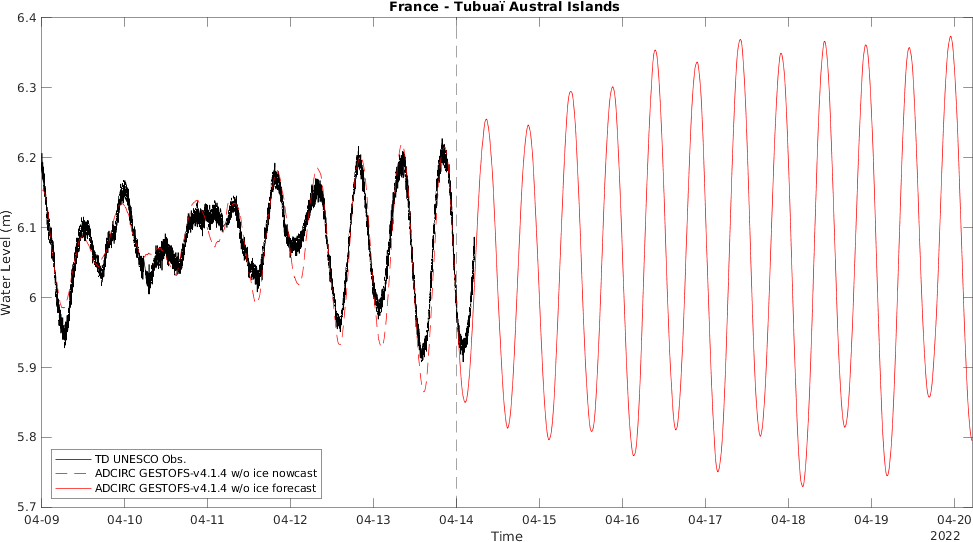 France - Tubuaï Austral Islands
6.4
6.3
6.2
6.1
6
5.9
5.8
5.7
Water Level (m)
TD UNESCO Obs.
ADCIRC GESTOFS-v4.1.4 w/o ice nowcast
ADCIRC GESTOFS-v4.1.4 w/o ice forecast
04-09 04-10 04-11 04-12 04-13 04-14 04-15 04-16 04-17 04-18 04-19 04-20
Time
2022